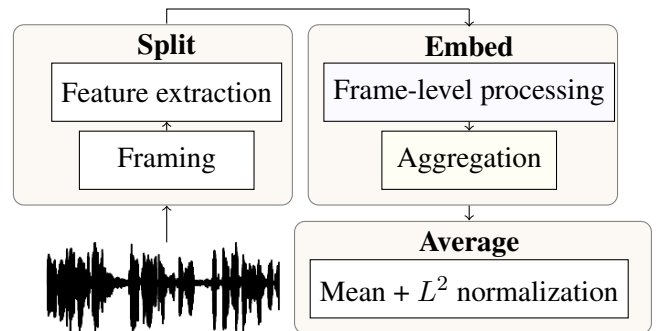 Split
Feature extraction
Framing
Embed
Frame-level processing
Aggregation
Average
Mean + L² normalization